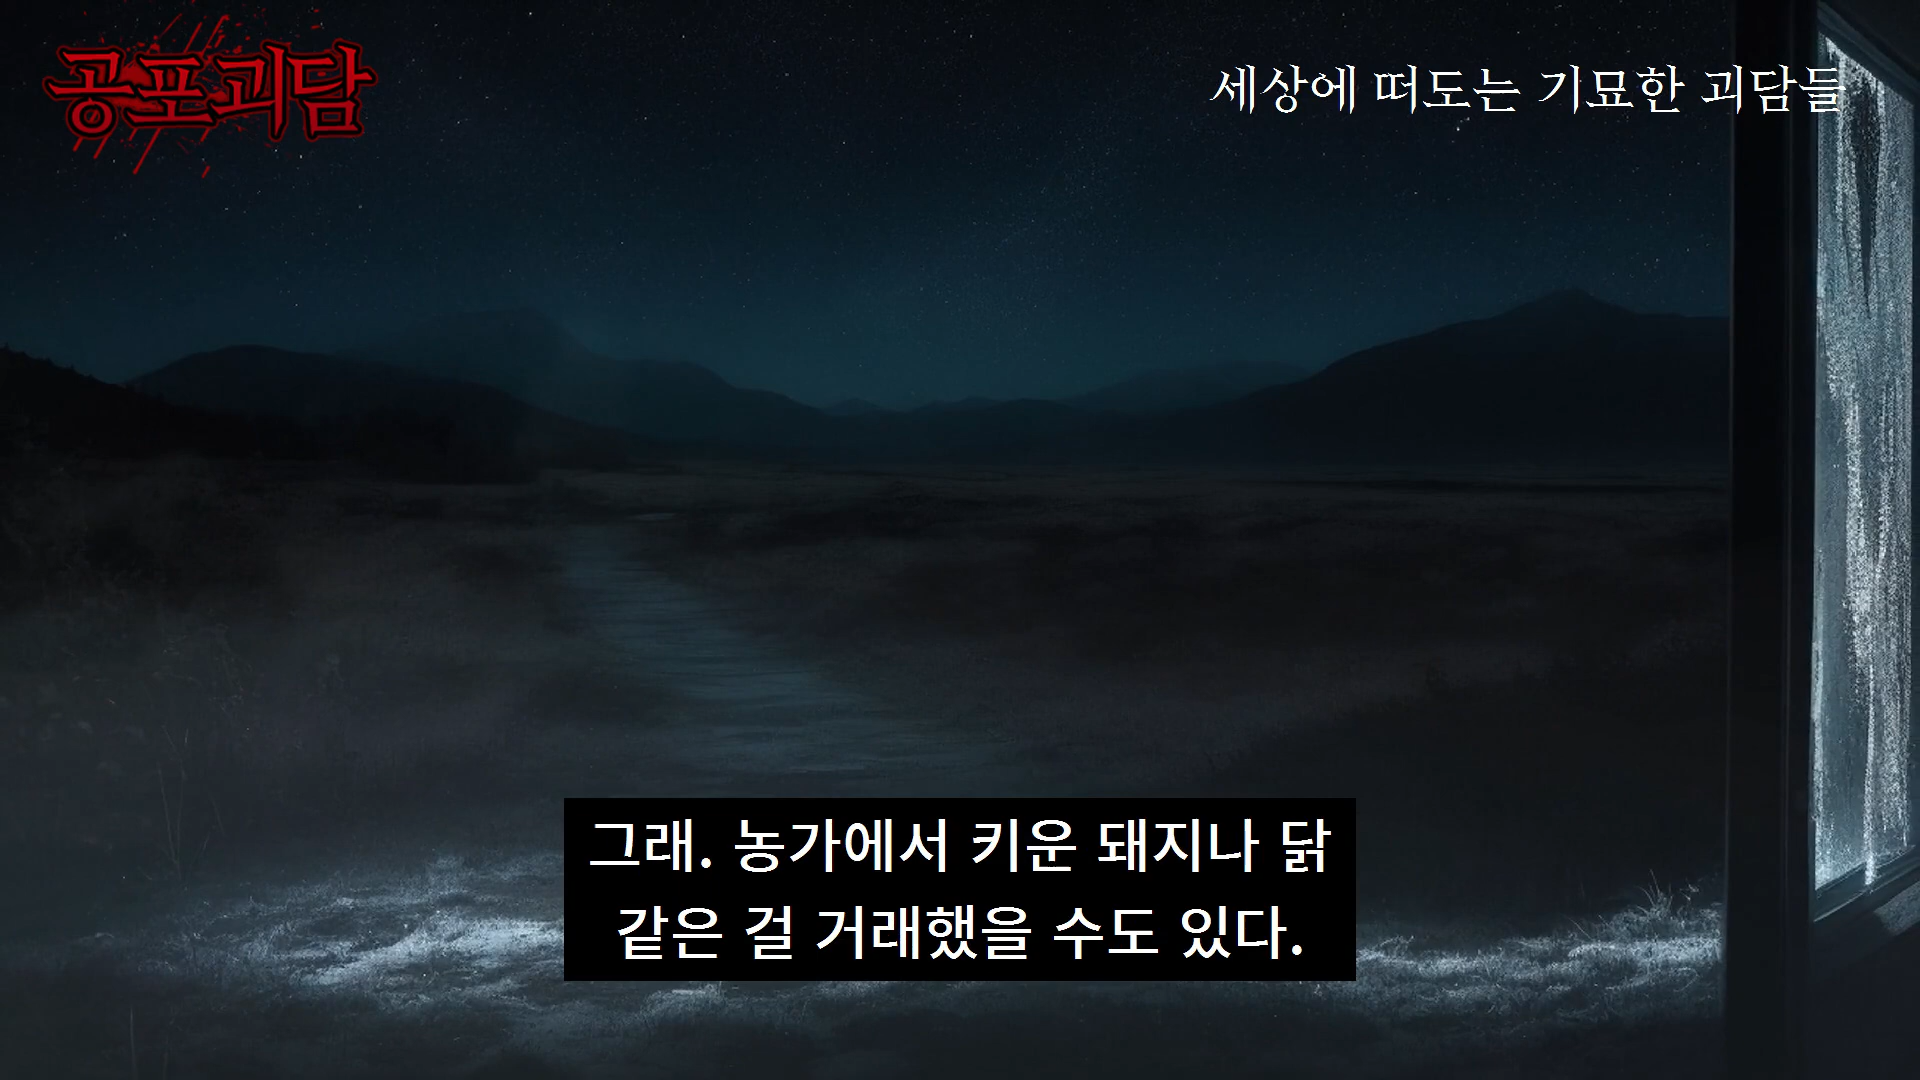 공포괴담
세상에 떠도는 기묘한 괴담들
그래. 농가에서 키운 돼지나 닭
같은 걸 거래했을 수도 있다.